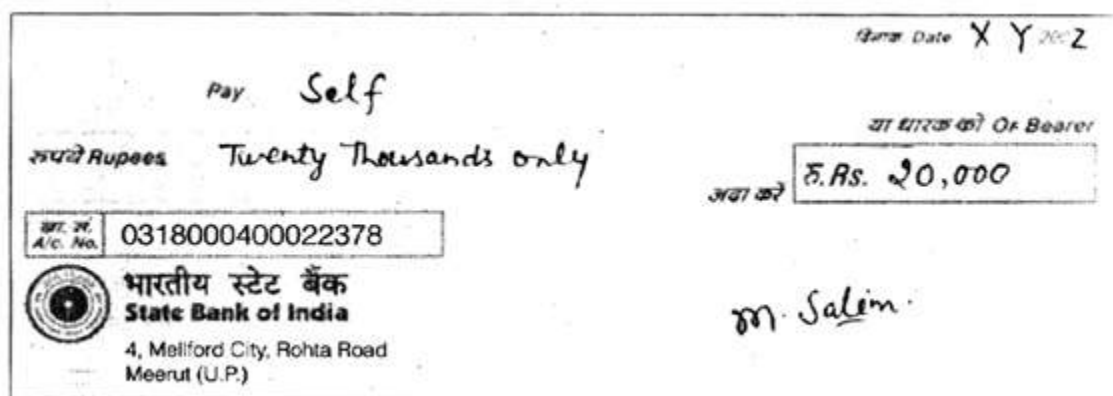 दिनांक Date X Y 2002
Pay Self
या धारक को Or Bearer
रुपये Rupees Twenty Thousands only
अदा करें रु.Rs. 20,000
खा. सं.
A/c. No. 0318000400022378
भारतीय स्टेट बैंक
State Bank of India
M. Salim.
4, Mellford City, Rohta Road
Meerut (U.P.)